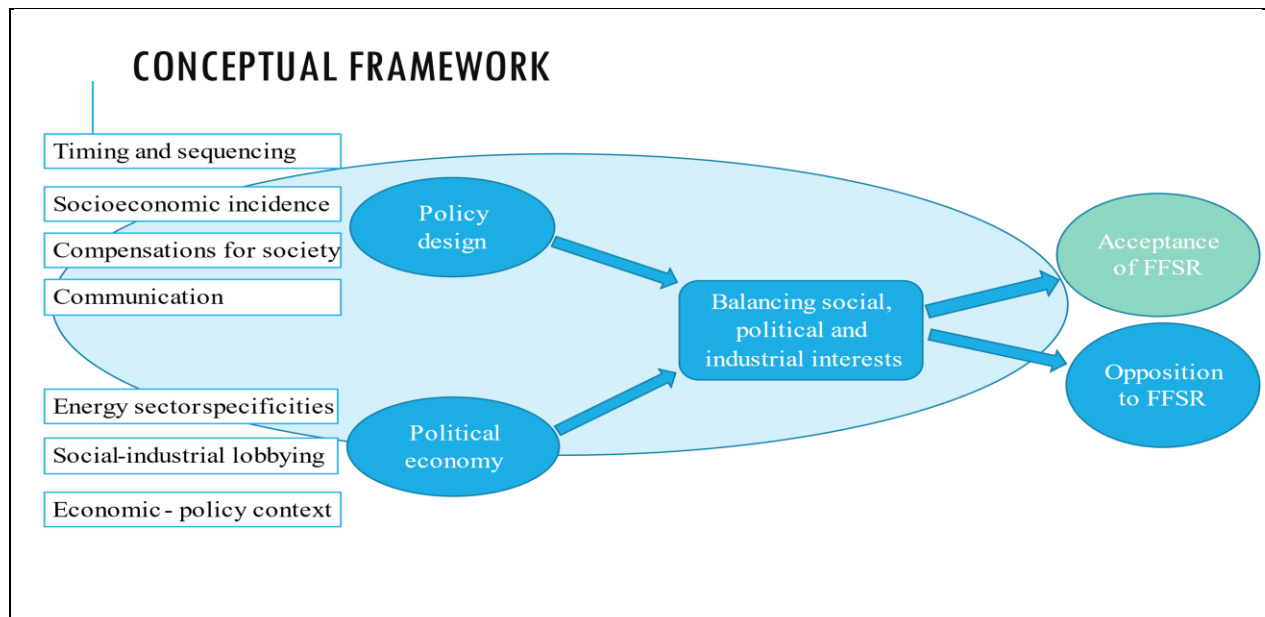 CONCEPTUAL FRAMEWORK
Timing and sequencing
Socioeconomic incidence
Compensations for society
Communication
Energy sectorspecificities
Social-industrial lobbying
Economic - policy context
Policy
design
Political
economy
Balancing social,
political and
industrial interests
Acceptance
of FFSR
Opposition
to FFSR